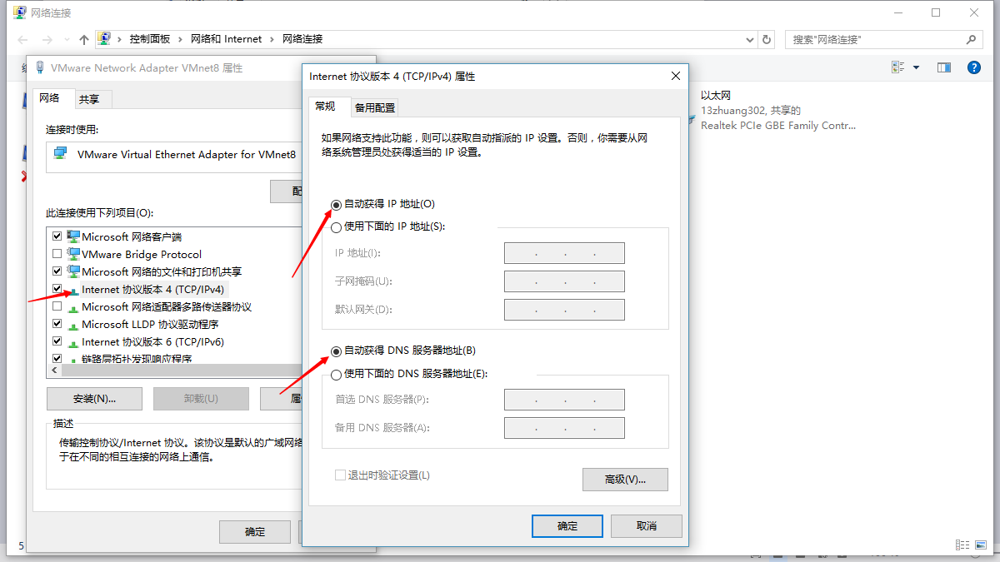 网络连接
控制面板 › 网络和 Internet › 网络连接
搜索"网络连接"
VMware Network Adapter VMnet8 属性
网络
共享
连接时使用:
VMware Virtual Ethernet Adapter for VMnet8
此连接使用下列项目(O):
Microsoft 网络客户端
VMware Bridge Protocol
Microsoft 网络的文件和打印机共享
Internet 协议版本 4 (TCP/IPv4)
Microsoft 网络适配器多路传送器协议
Microsoft LLDP 协议驱动程序
Internet 协议版本 6 (TCP/IPv6)
链路层拓扑发现响应程序
安装(N)...
卸载(U)
描述
传输控制协议/Internet 协议。该协议是默认的广域网络
于在不同的相互连接的网络上通信。
确定
5
Internet 协议版本 4 (TCP/IPv4) 属性
常规
备用配置
如果网络支持此功能，则可以获取自动指派的 IP 设置。否则，你需要从网
络系统管理员处获得适当的 IP 设置。
自动获得 IP 地址(O)
使用下面的 IP 地址(S):
IP 地址(I):
子网掩码(U):
默认网关(D):
自动获得 DNS 服务器地址(B)
使用下面的 DNS 服务器地址(E):
首选 DNS 服务器(P):
备用 DNS 服务器(A):
退出时验证设置(L)
高级(V)...
确定
取消
以太网
13zhuang302, 共享的
Realtek PCIe GBE Family Contr...